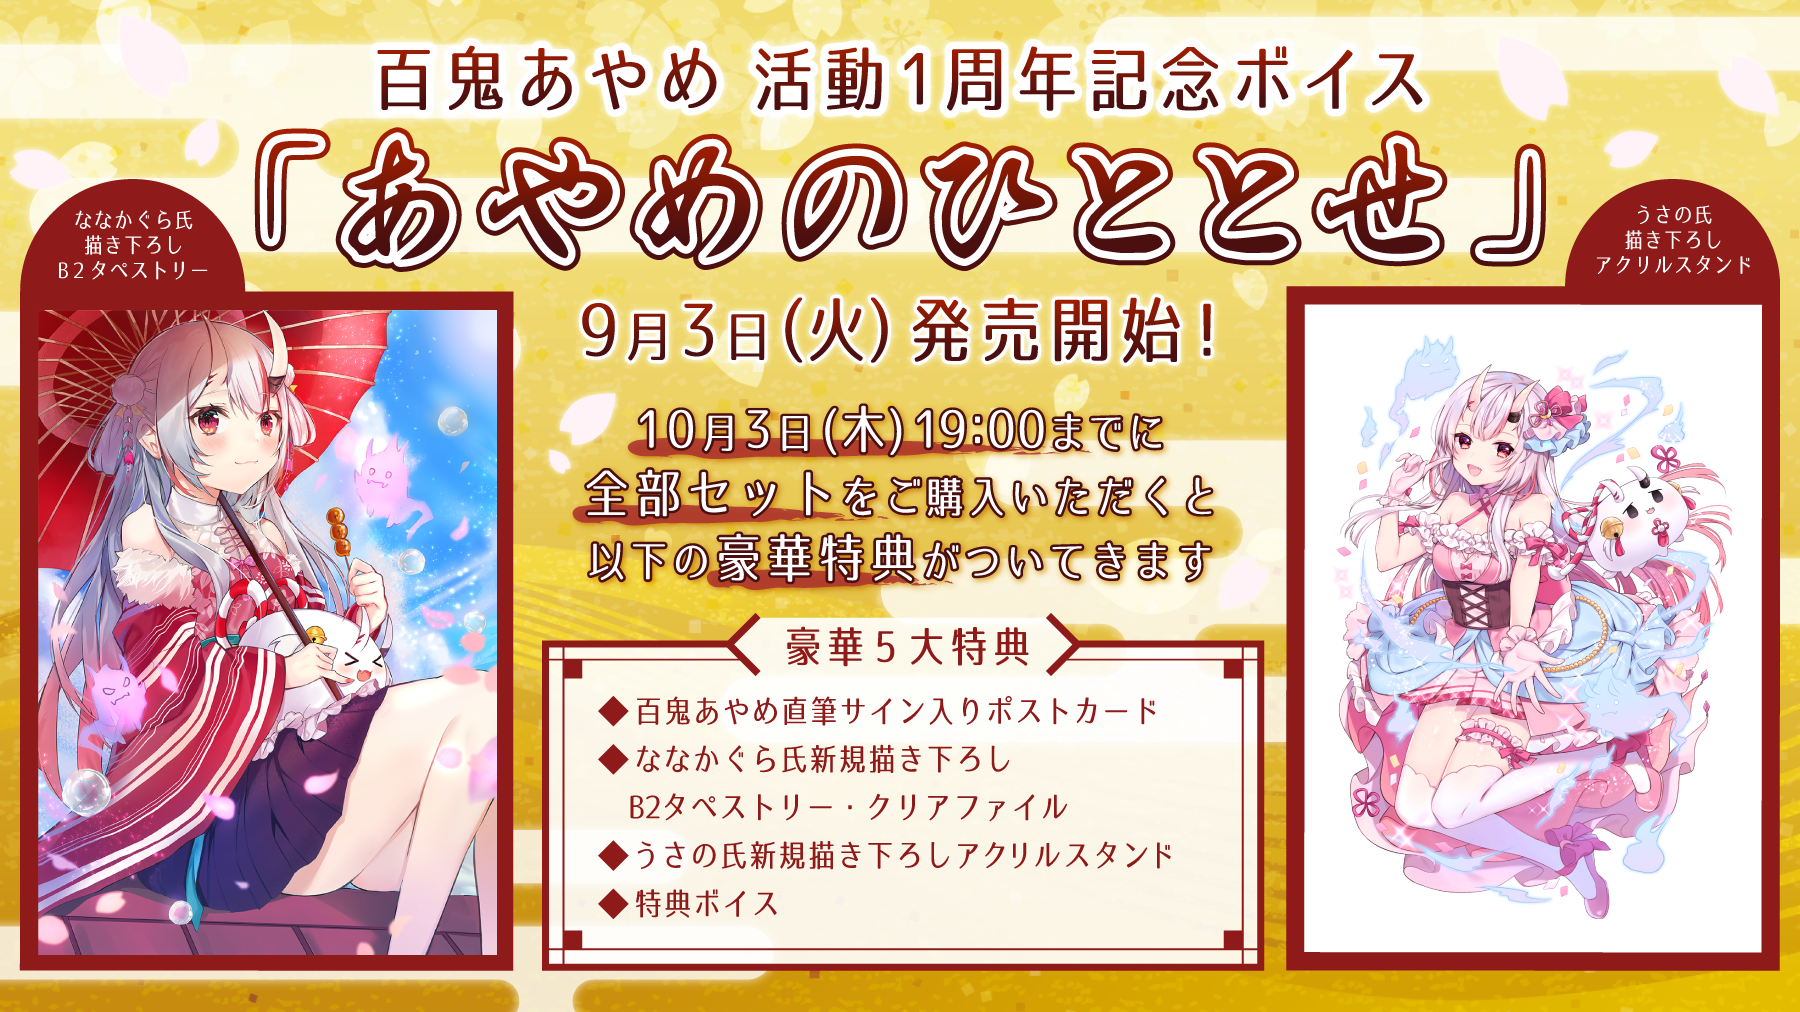 百鬼あやめ 活動1周年記念ボイス
「あやめのひととせ」
ななかぐら氏
描き下ろし
B2タペストリー
うさの氏
描き下ろし
アクリルスタンド
9月3日(火)発売開始!
10月3日(木)19:00までに
全部セットをご購入いただくと
以下の豪華特典がついてきます
豪華5大特典
◆百鬼あやめ直筆サイン入りポストカード
◆ななかぐら氏新規描き下ろし
B2タペストリー・クリアファイル
◆うさの氏新規描き下ろしアクリルスタンド
◆特典ボイス